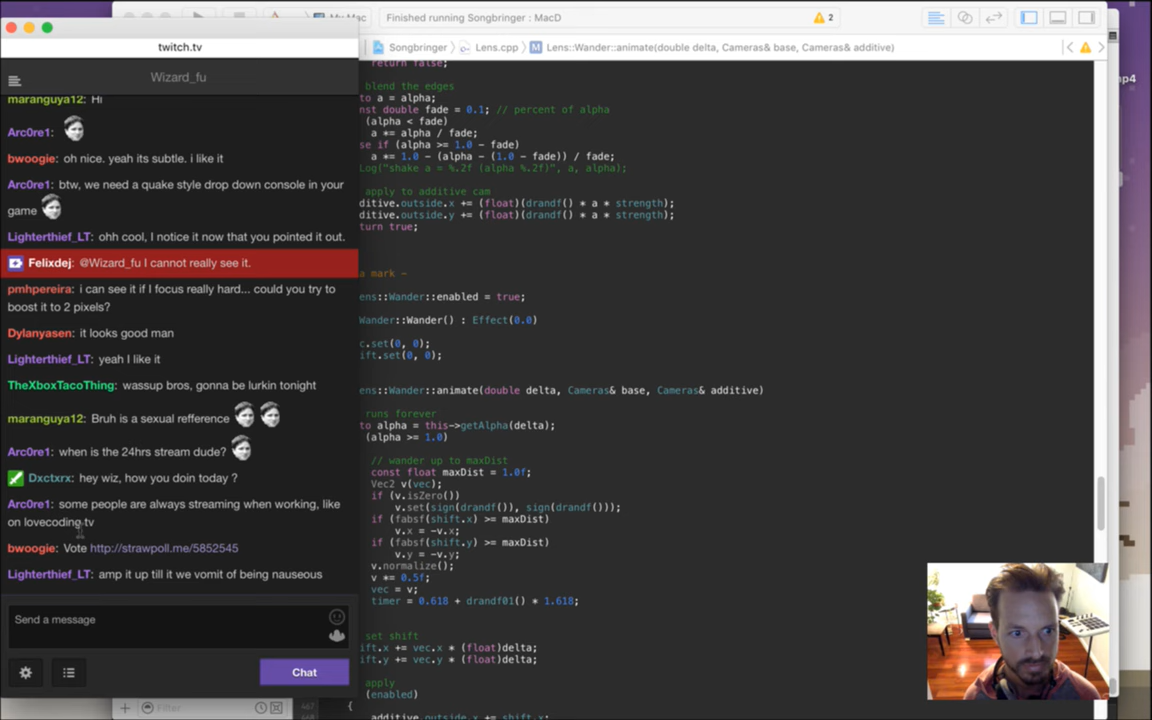 My Mac
Finished running Songbringer : MacD
2
twitch.tv
Songbringer
Lens.cpp
M
Lens::Wander::animate(double delta, Cameras& base, Cameras& additive)
mp4
Wizard_fu
maranguya12: Hi
Arc0re1:
bwoogie: oh nice. yeah its subtle. i like it
Arc0re1: btw, we need a quake style drop down console in your
game
Lighterthief_LT: ohh cool, I notice it now that you pointed it out.
Felixdej: @Wizard_fu I cannot really see it.
pmhpereira: i can see it if I focus really hard... could you try to
boost it to 2 pixels?
Dylanyasen: it looks good man
Lighterthief_LT: yeah I like it
TheXboxTacoThing: wassup bros, gonna be lurkin tonight
maranguya12: Bruh is a sexual refference
Arc0re1: when is the 24hrs stream dude?
Dxctxrx: hey wiz, how you doin today ?
Arc0re1: some people are always streaming when working, like
on lovecoding.tv
bwoogie: Vote http://strawpoll.me/5852545
Lighterthief_LT: amp it up till it we vomit of being nauseous
Send a message
Chat
return false;
blend the edges
to a = alpha;
nst double fade = 0.1; // percent of alpha
(alpha < fade)
a *= alpha / fade;
se if (alpha >= 1.0 - fade)
a *= 1.0 - (alpha - (1.0 - fade)) / fade;
Log("shake a = %.2f (alpha %.2f)", a, alpha);
apply to additive cam
ditive.outside.x += (float)(drandf() * a * strength);
ditive.outside.y += (float)(drandf() * a * strength);
turn true;
a mark -
ens::Wander::enabled = true;
Wander::Wander() : Effect(0.0)
c.set(0, 0);
ift.set(0, 0);
ens::Wander::animate(double delta, Cameras& base, Cameras& additive)
runs forever
to alpha = this->getAlpha(delta);
(alpha >= 1.0)
// wander up to maxDist
const float maxDist = 1.0f;
Vec2 v(vec);
if (v.isZero())
v.set(sign(drandf()), sign(drandf()));
if (fabsf(shift.x) >= maxDist)
v.x = -v.x;
if (fabsf(shift.y) >= maxDist)
v.y = -v.y;
v.normalize();
v *= 0.5f;
vec = v;
timer = 0.618 + drandf01() * 1.618;
set shift
ift.x += vec.x * (float)delta;
ift.y += vec.y * (float)delta;
apply
(enabled)
additive.outside.x += shift.x;
Filter
467
468
{